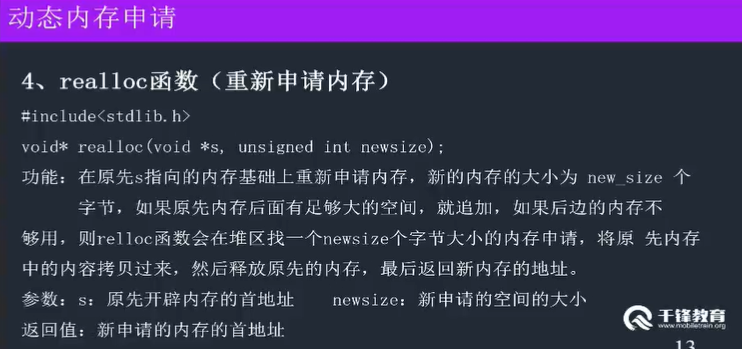 动态内存申请
4、realloc函数（重新申请内存）
#include<stdlib.h>
void* realloc(void *s, unsigned int newsize);
功能：在原先s指向的内存基础上重新申请内存，新的内存的大小为 new_size 个
字节，如果原先内存后面有足够大的空间，就追加，如果后边的内存不
够用，则relloc函数会在堆区找一个newsize个字节大小的内存申请，将原 先内存
中的内容拷贝过来，然后释放原先的内存，最后返回新内存的地址。
参数：s：原先开辟内存的首地址 newsize：新申请的空间的大小
返回值：新申请的内存的首地址
千锋教育
www.mobiletrain.org
13